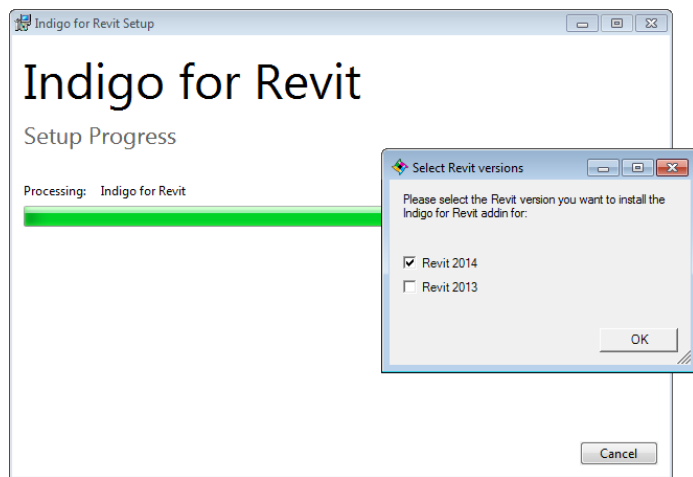 Indigo for Revit Setup
Indigo for Revit
Setup Progress
Processing: Indigo for Revit
Select Revit versions
Please select the Revit version you want to install the
Indigo for Revit addin for:
Revit 2014
Revit 2013
OK
Cancel